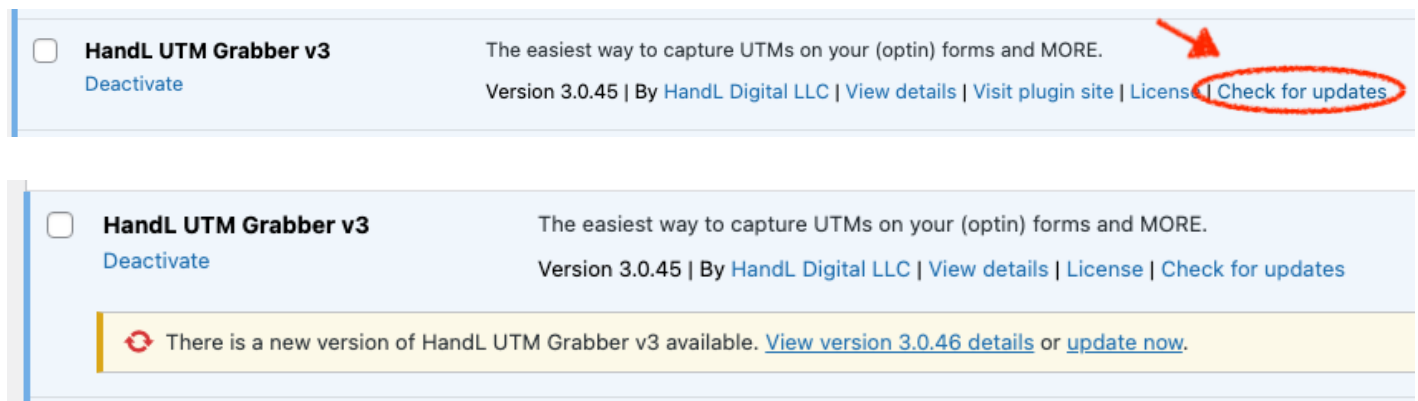 HandL UTM Grabber v3
The easiest way to capture UTMs on your (optin) forms and MORE.
Deactivate
Version 3.0.45 | By HandL Digital LLC | View details | Visit plugin site | License | Check for updates
HandL UTM Grabber v3
The easiest way to capture UTMs on your (optin) forms and MORE.
Deactivate
Version 3.0.45 | By HandL Digital LLC | View details | License | Check for updates
There is a new version of HandL UTM Grabber v3 available. View version 3.0.46 details or update now.